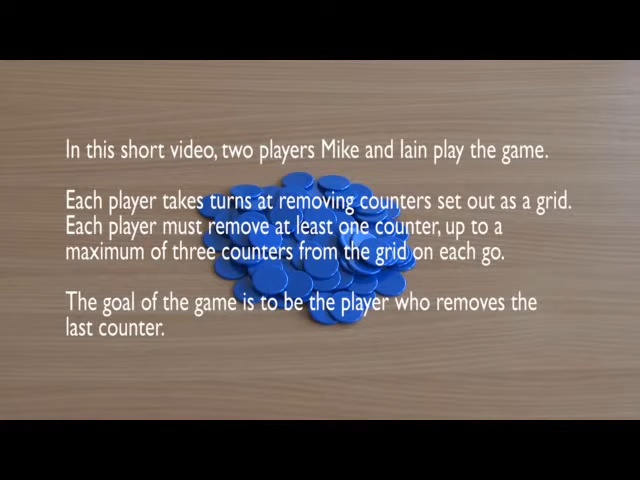 In this short video, two players Mike and Iain play the game.
Each player takes turns at removing counters set out as a grid.
Each player must remove at least one counter, up to a
maximum of three counters from the grid on each go.
The goal of the game is to be the player who removes the
last counter.